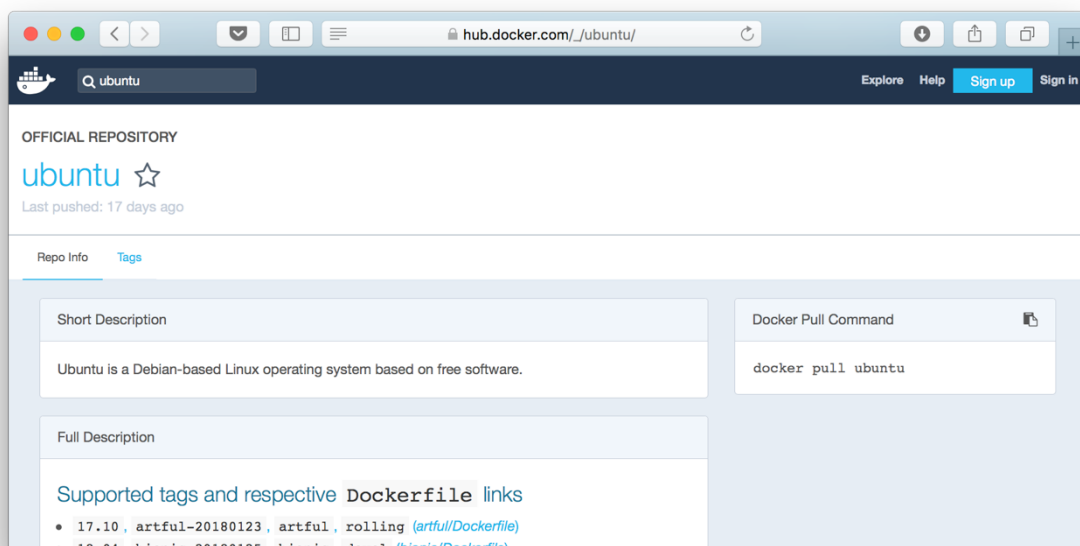 hub.docker.com/_/ubuntu/
ubuntu
Explore Help Sign up Sign in
OFFICIAL REPOSITORY
ubuntu
Last pushed: 17 days ago
Repo Info Tags
Short Description
Ubuntu is a Debian-based Linux operating system based on free software.
Docker Pull Command
docker pull ubuntu
Full Description
Supported tags and respective Dockerfile links
• 17.10, artful-20180123, artful, rolling (artful/Dockerfile)